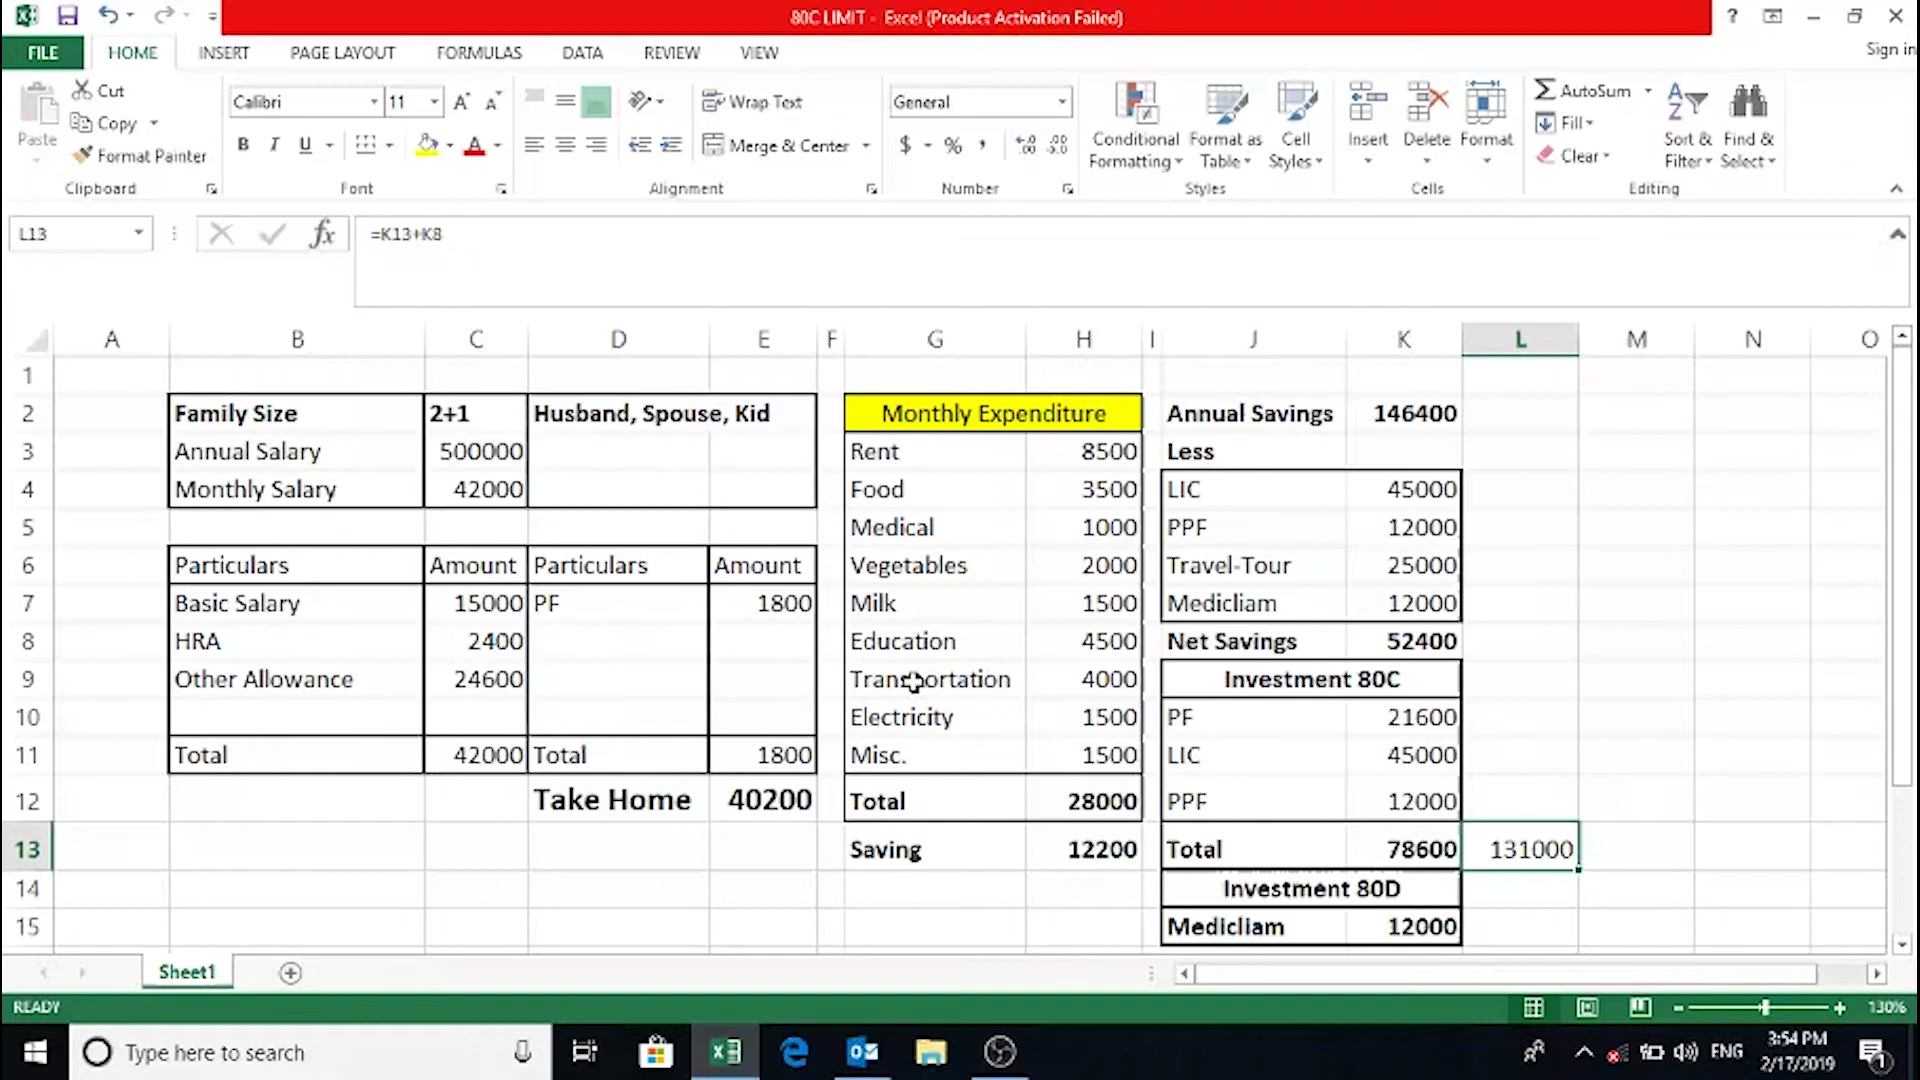 80C LIMIT - Excel (Product Activation Failed)
?
Sign in
FILE HOME INSERT PAGE LAYOUT FORMULAS DATA REVIEW VIEW
Paste
Cut
Copy
Format Painter
Clipboard
Calibri 11
B I U
Font
Wrap Text
Merge & Center
Alignment
General
$ % ,
Number
Conditional Formatting
Format as Table
Cell Styles
Styles
Insert Delete Format
Cells
AutoSum
Fill
Clear
Sort & Filter
Find & Select
Editing
L13 fx =K13+K8
A B C D E F G H I J K L M N O
1
2 Family Size 2+1 Husband, Spouse, Kid Monthly Expenditure Annual Savings 146400
3 Annual Salary 500000 Rent 8500 Less
4 Monthly Salary 42000 Food 3500 LIC 45000
5 Medical 1000 PPF 12000
6 Particulars Amount Particulars Amount Vegetables 2000 Travel-Tour 25000
7 Basic Salary 15000 PF 1800 Milk 1500 Medicliam 12000
8 HRA 2400 Education 4500 Net Savings 52400
9 Other Allowance 24600 Transportation 4000 Investment 80C
10 Electricity 1500 PF 21600
11 Total 42000 Total 1800 Misc. 1500 LIC 45000
12 Take Home 40200 Total 28000 PPF 12000
13 Saving 12200 Total 78600 131000
14 Investment 80D
15 Medicliam 12000
Sheet1
READY 130%
Type here to search
ENG
3:54 PM
2/17/2019
1